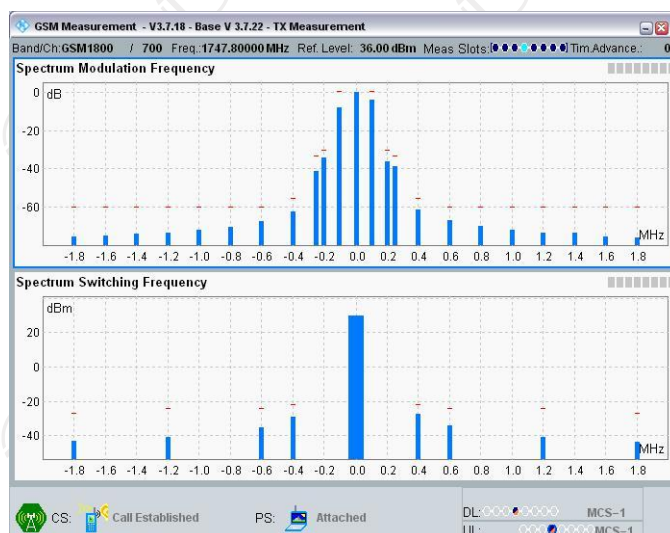 GSM Measurement - V3.7.18 - Base V 3.7.22 - TX Measurement
Band/Ch:GSM1800 / 700 Freq.:1747.80000 MHz Ref. Level: 36.00 dBm Meas Slots: Tim.Advance.: 0
Spectrum Modulation Frequency
dB
0
-20
-40
-60
MHz
-1.8 -1.6 -1.4 -1.2 -1.0 -0.8 -0.6 -0.4 -0.2 0.0 0.2 0.4 0.6 0.8 1.0 1.2 1.4 1.6 1.8
Spectrum Switching Frequency
dBm
20
0
-20
-40
MHz
-1.8 -1.6 -1.4 -1.2 -1.0 -0.8 -0.6 -0.4 -0.2 0.0 0.2 0.4 0.6 0.8 1.0 1.2 1.4 1.6 1.8
CS: Call Established PS: Attached DL: MCS-1
UL: MCS-1